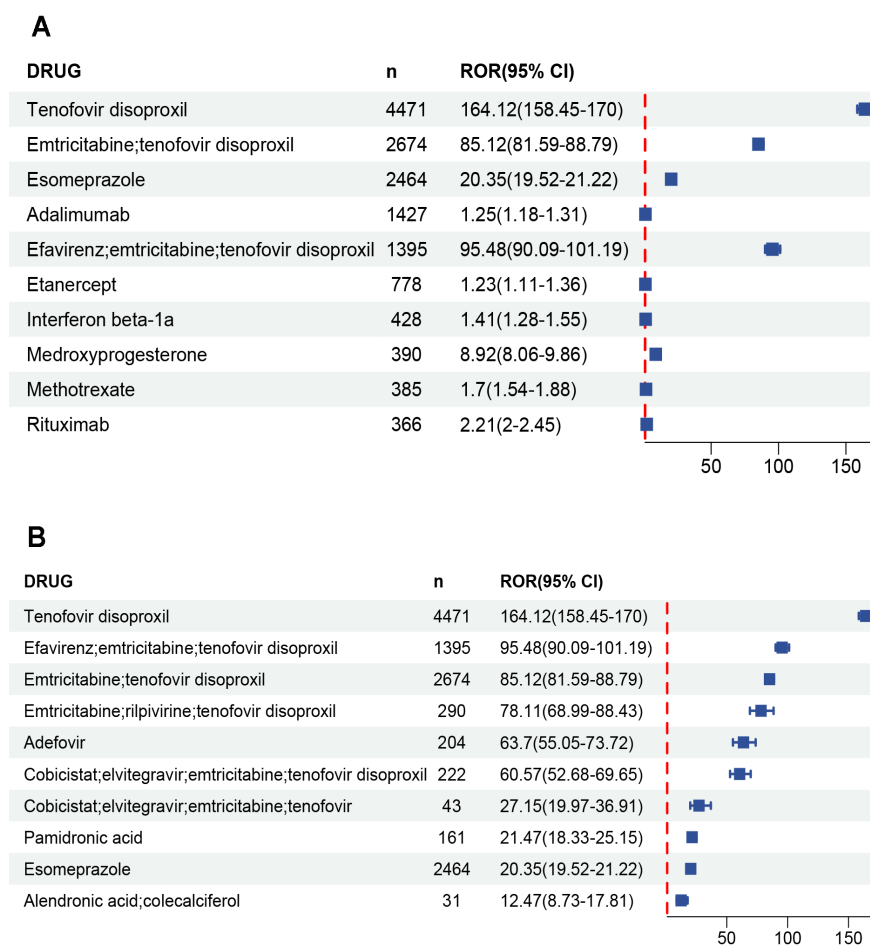 A
DRUG n ROR(95% CI)
Tenofovir disoproxil 4471 164.12(158.45-170)
Emtricitabine;tenofovir disoproxil 2674 85.12(81.59-88.79)
Esomeprazole 2464 20.35(19.52-21.22)
Adalimumab 1427 1.25(1.18-1.31)
Efavirenz;emtricitabine;tenofovir disoproxil 1395 95.48(90.09-101.19)
Etanercept 778 1.23(1.11-1.36)
Interferon beta-1a 428 1.41(1.28-1.55)
Medroxyprogesterone 390 8.92(8.06-9.86)
Methotrexate 385 1.7(1.54-1.88)
Rituximab 366 2.21(2-2.45)
50 100 150
B
DRUG n ROR(95% CI)
Tenofovir disoproxil 4471 164.12(158.45-170)
Efavirenz;emtricitabine;tenofovir disoproxil 1395 95.48(90.09-101.19)
Emtricitabine;tenofovir disoproxil 2674 85.12(81.59-88.79)
Emtricitabine;rilpivirine;tenofovir disoproxil 290 78.11(68.99-88.43)
Adefovir 204 63.7(55.05-73.72)
Cobicistat;elvitegravir;emtricitabine;tenofovir disoproxil 222 60.57(52.68-69.65)
Cobicistat;elvitegravir;emtricitabine;tenofovir 43 27.15(19.97-36.91)
Pamidronic acid 161 21.47(18.33-25.15)
Esomeprazole 2464 20.35(19.52-21.22)
Alendronic acid;colecalciferol 31 12.47(8.73-17.81)
50 100 150